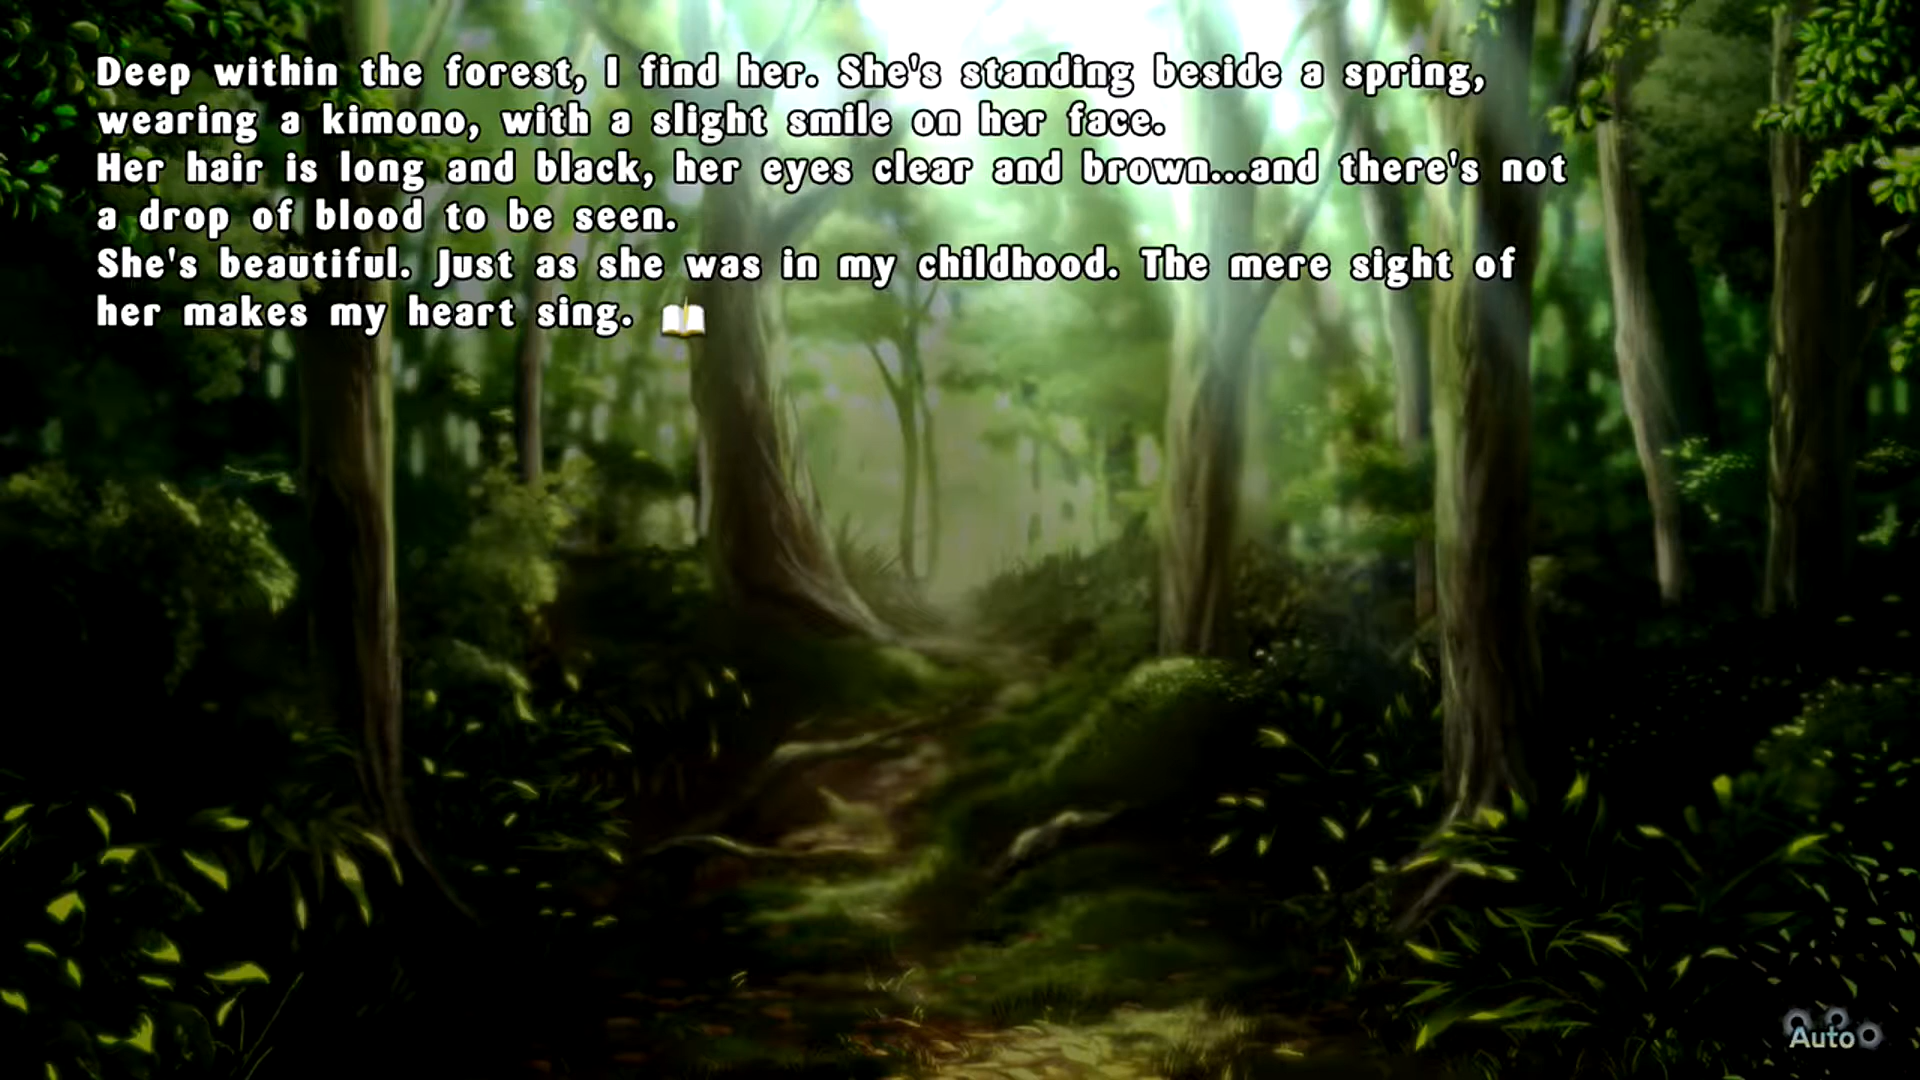 Deep within the forest, I find her. She's standing beside a spring,
wearing a kimono, with a slight smile on her face.
Her hair is long and black, her eyes clear and brown...and there's not
a drop of blood to be seen.
She's beautiful. Just as she was in my childhood. The mere sight of
her makes my heart sing.
Auto